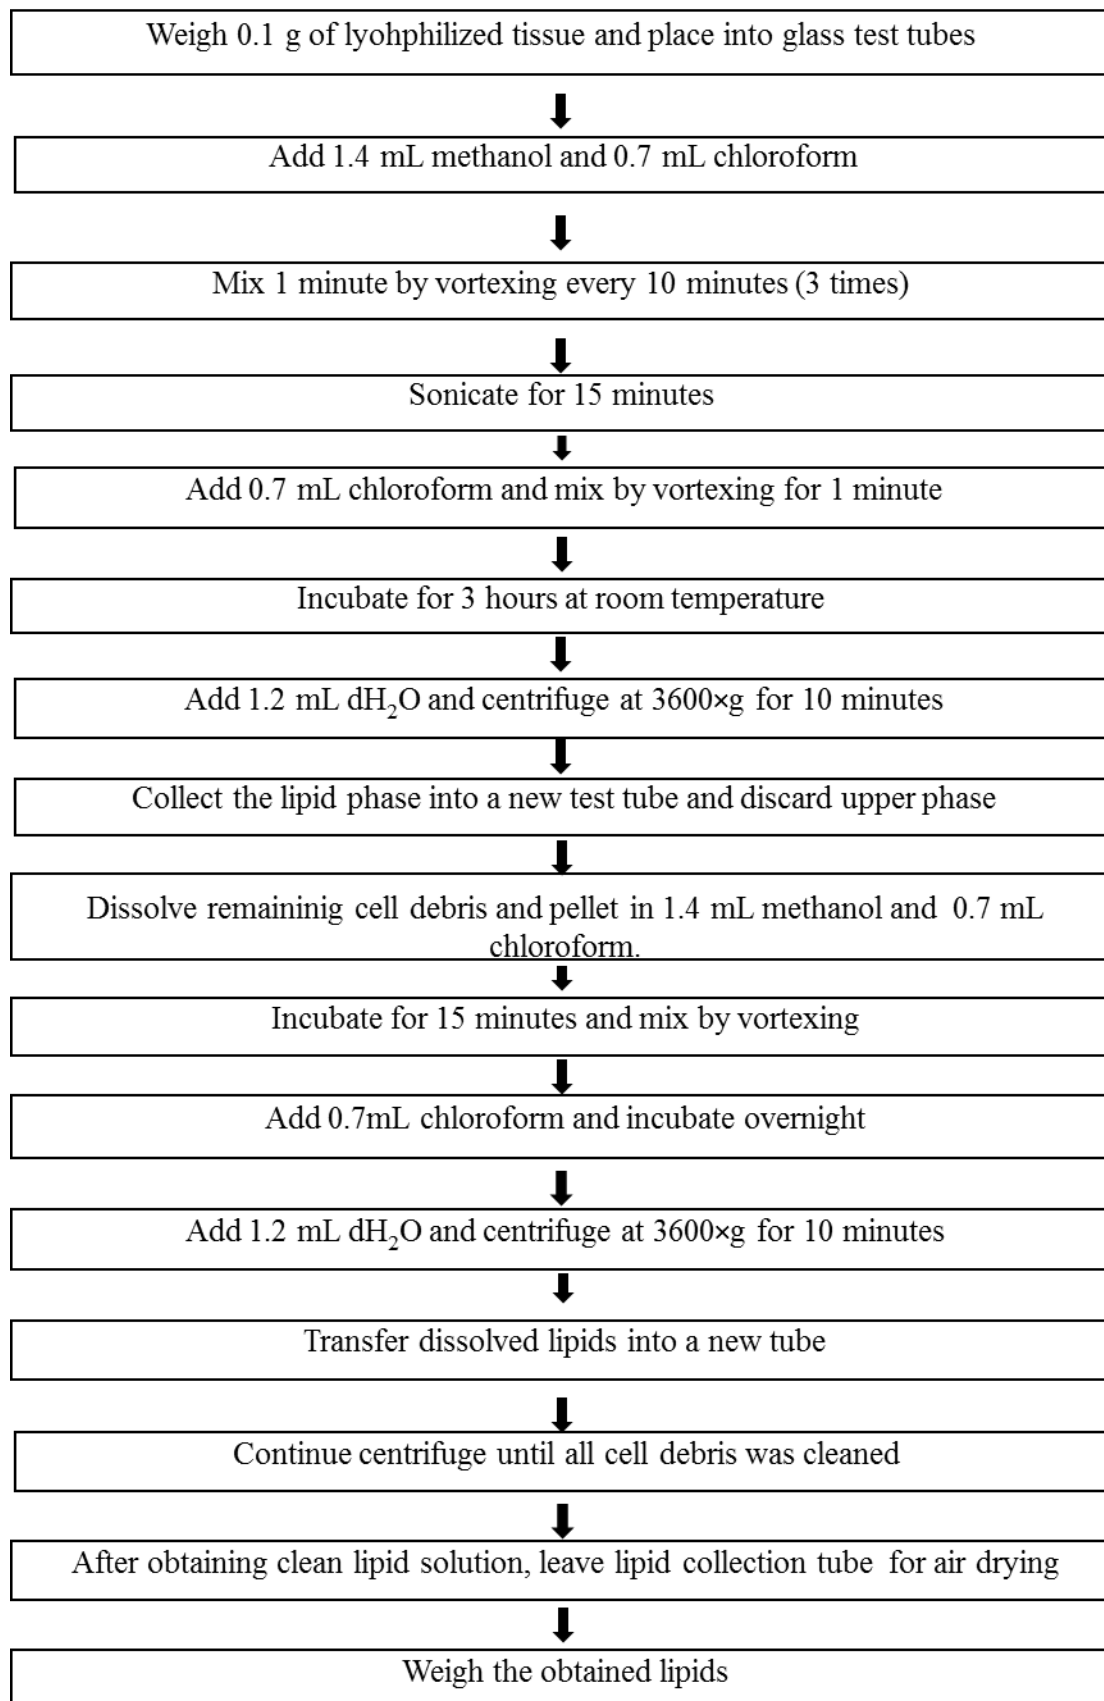 Weigh 0.1 g of lyohphilized tissue and place into glass test tubes
Add 1.4 mL methanol and 0.7 mL chloroform
Mix 1 minute by vortexing every 10 minutes (3 times)
Sonicate for 15 minutes
Add 0.7 mL chloroform and mix by vortexing for 1 minute
Incubate for 3 hours at room temperature
Add 1.2 mL dH₂O and centrifuge at 3600×g for 10 minutes
Collect the lipid phase into a new test tube and discard upper phase
Dissolve remaininig cell debris and pellet in 1.4 mL methanol and 0.7 mL
chloroform.
Incubate for 15 minutes and mix by vortexing
Add 0.7mL chloroform and incubate overnight
Add 1.2 mL dH₂O and centrifuge at 3600×g for 10 minutes
Transfer dissolved lipids into a new tube
Continue centrifuge until all cell debris was cleaned
After obtaining clean lipid solution, leave lipid collection tube for air drying
Weigh the obtained lipids